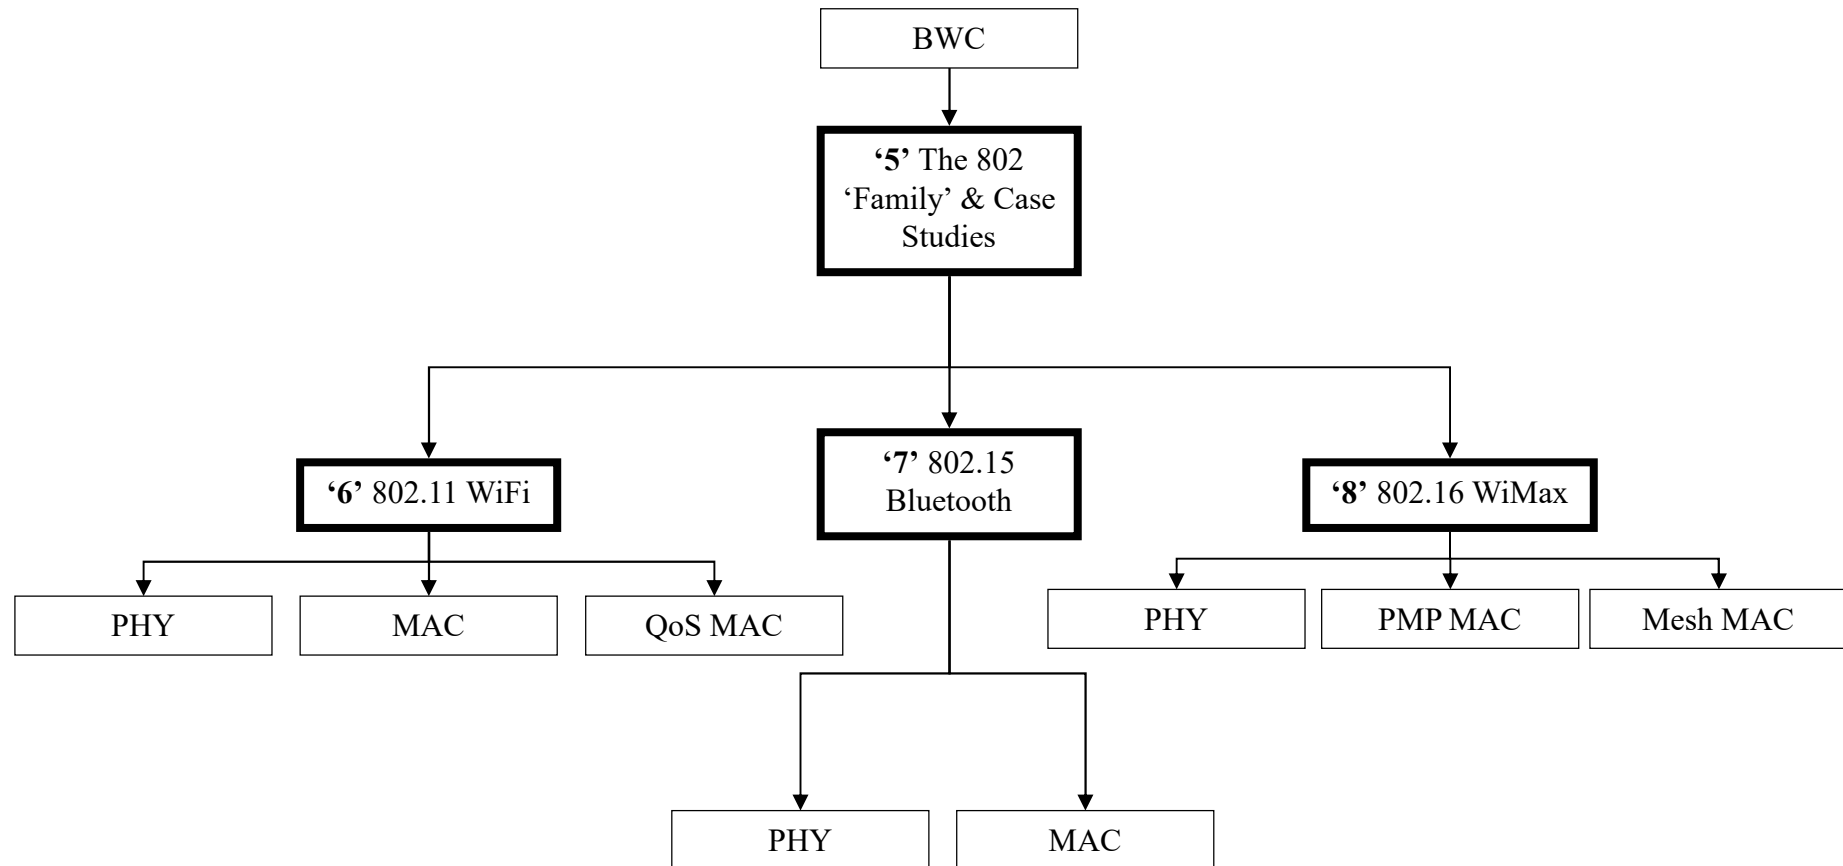 BWC
‘5’ The 802
‘Family’ & Case
Studies
‘6’ 802.11 WiFi
‘7’ 802.15
Bluetooth
‘8’ 802.16 WiMax
PHY
MAC
QoS MAC
PHY
PMP MAC
Mesh MAC
PHY
MAC